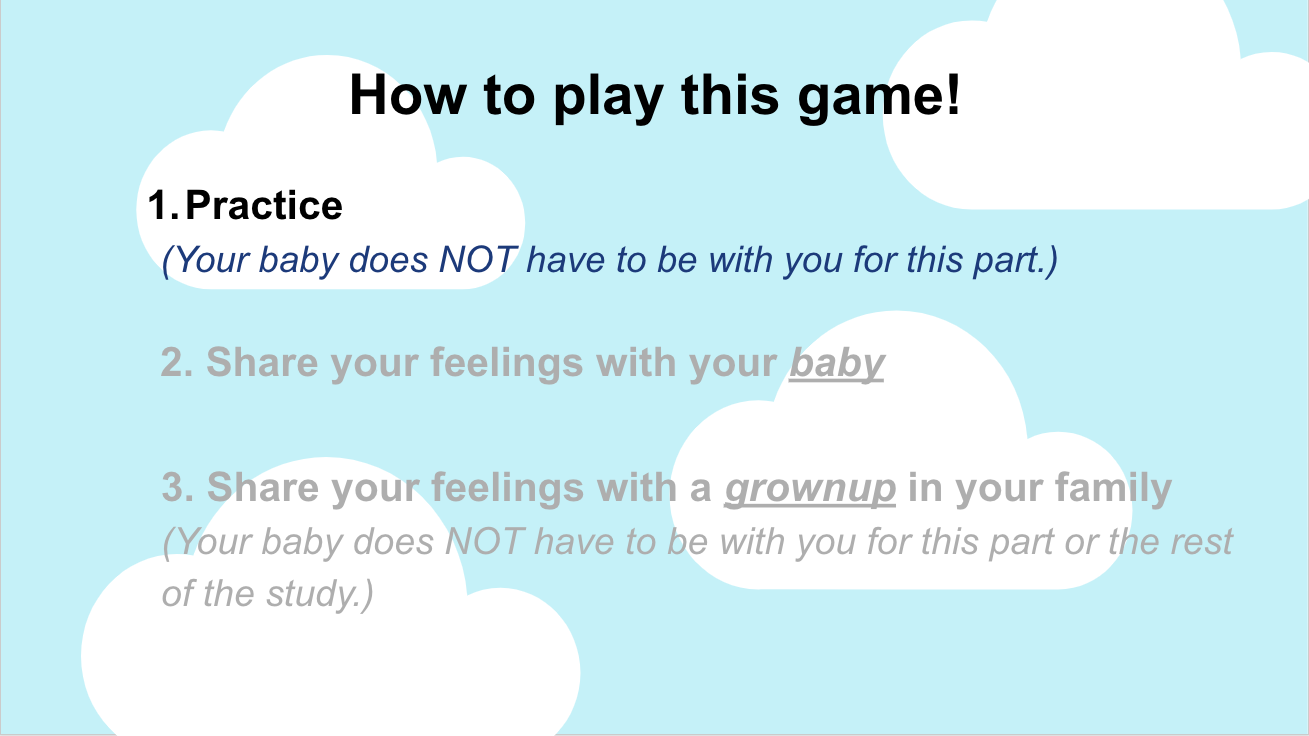 How to play this game!
1. Practice
(Your baby does NOT have to be with you for this part.)
2. Share your feelings with your baby
3. Share your feelings with a grownup in your family
(Your baby does NOT have to be with you for this part or the rest
of the study.)